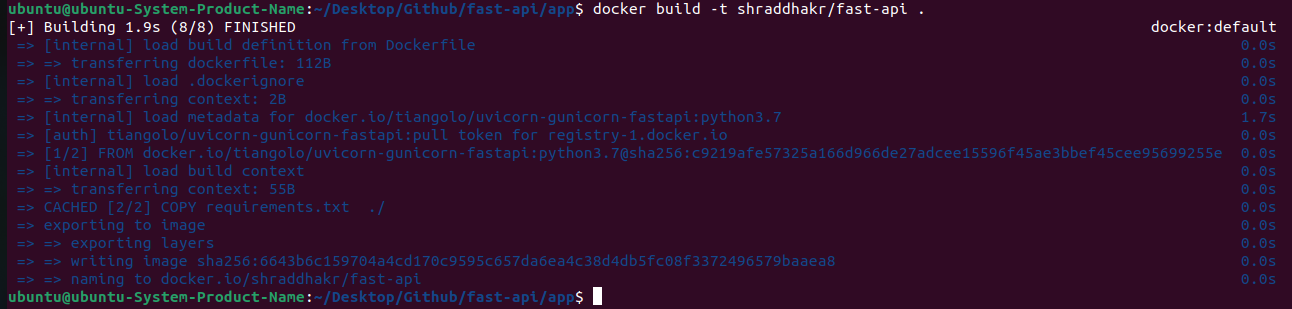 ubuntu@ubuntu-System-Product-Name:~/Desktop/Github/fast-api/app$ docker build -t shraddhakr/fast-api .
[+] Building 1.9s (8/8) FINISHED docker:default
=> [internal] load build definition from Dockerfile 0.0s
=> => transferring dockerfile: 112B 0.0s
=> [internal] load .dockerignore 0.0s
=> => transferring context: 2B 0.0s
=> [internal] load metadata for docker.io/tiangolo/uvicorn-gunicorn-fastapi:python3.7 1.7s
=> [auth] tiangolo/uvicorn-gunicorn-fastapi:pull token for registry-1.docker.io 0.0s
=> [1/2] FROM docker.io/tiangolo/uvicorn-gunicorn-fastapi:python3.7@sha256:c9219afe57325a166d966de27adcee15596f45ae3bbef45cee95699255e 0.0s
=> [internal] load build context 0.0s
=> => transferring context: 55B 0.0s
=> CACHED [2/2] COPY requirements.txt  ./ 0.0s
=> exporting to image 0.0s
=> => exporting layers 0.0s
=> => writing image sha256:6643b6c159704a4cd170c9595c657da6ea4c38d4db5fc08f3372496579baaea8 0.0s
=> => naming to docker.io/shraddhakr/fast-api 0.0s
ubuntu@ubuntu-System-Product-Name:~/Desktop/Github/fast-api/app$